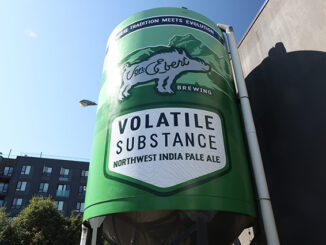 WHERE TRADITION MEETS EVOLUTION
Von Ebert
BREWING
VOLATILE
SUBSTANCE
NORTHWEST INDIA PALE ALE